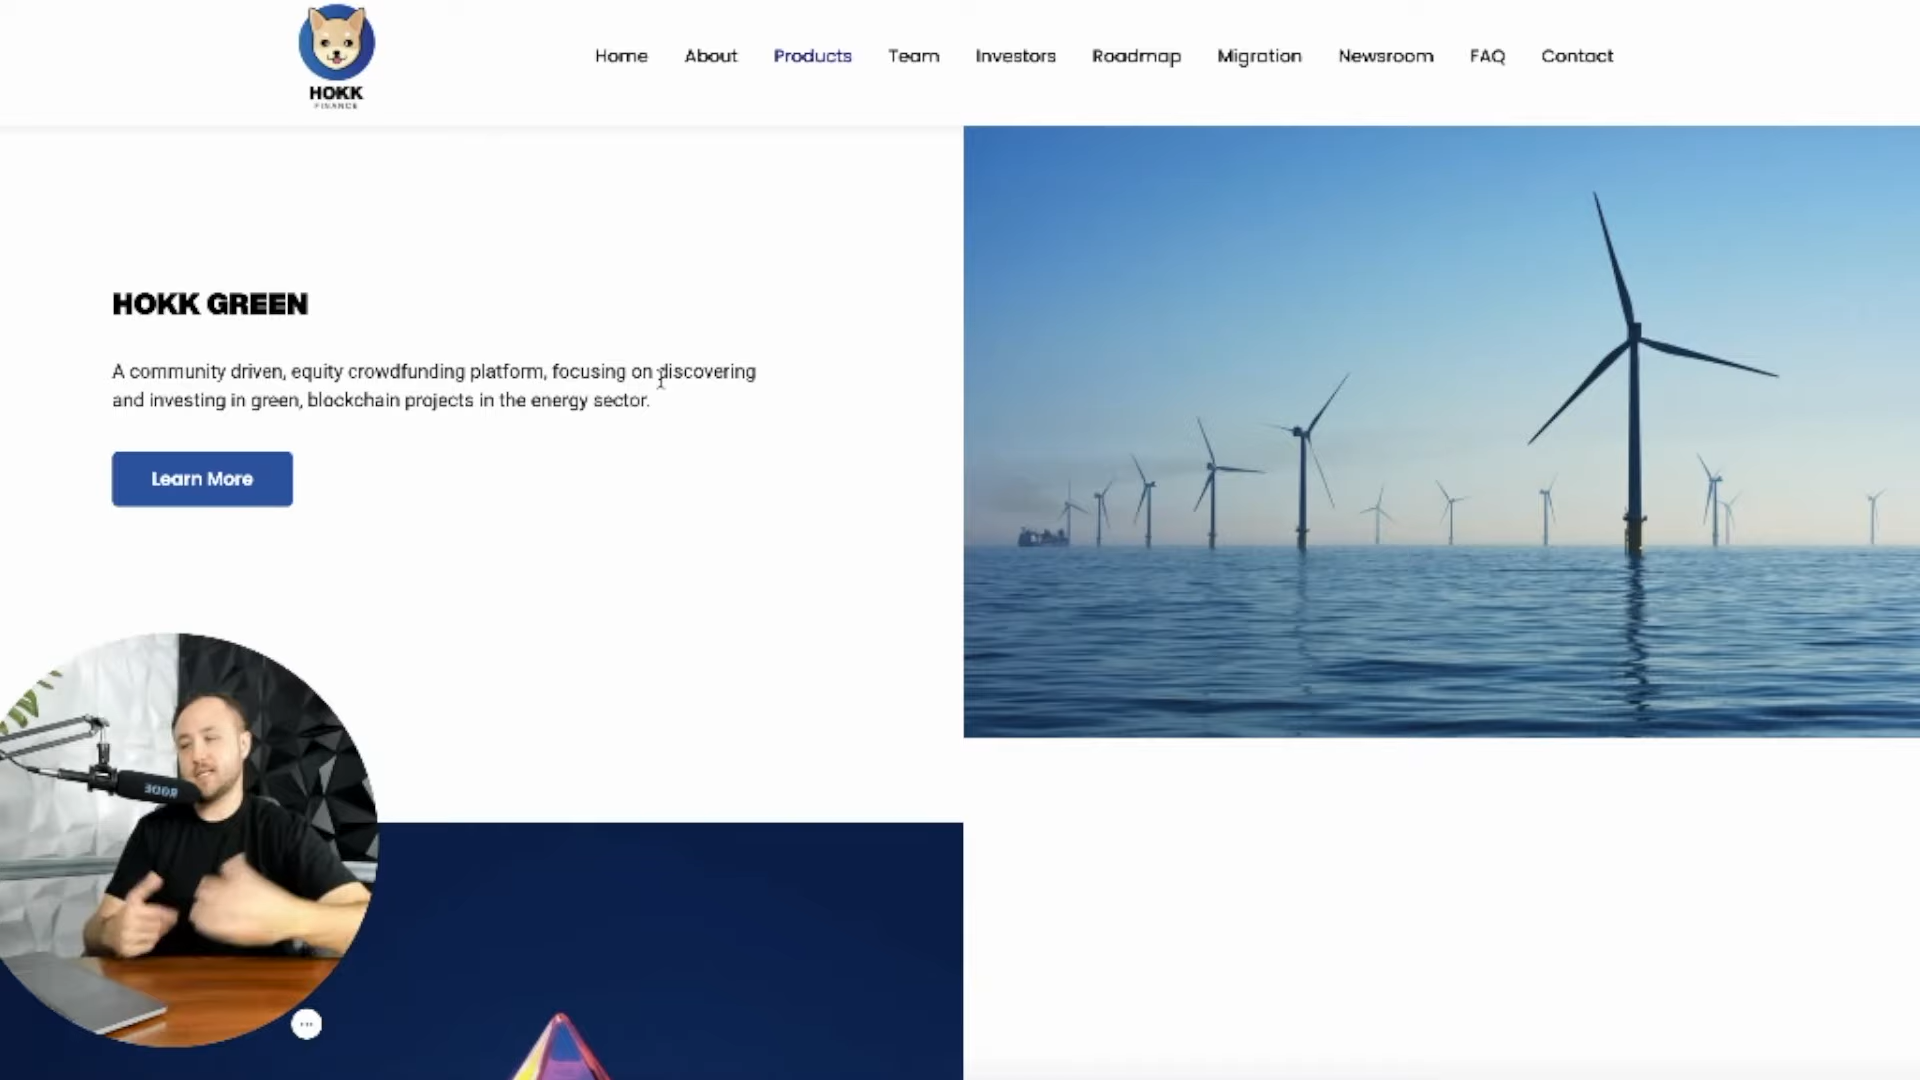 HOKK
FINANCE
Home About Products Team Investors Roadmap Migration Newsroom FAQ Contact
HOKK GREEN
A community driven, equity crowdfunding platform, focusing on discovering
and investing in green, blockchain projects in the energy sector.
Learn More
RODE